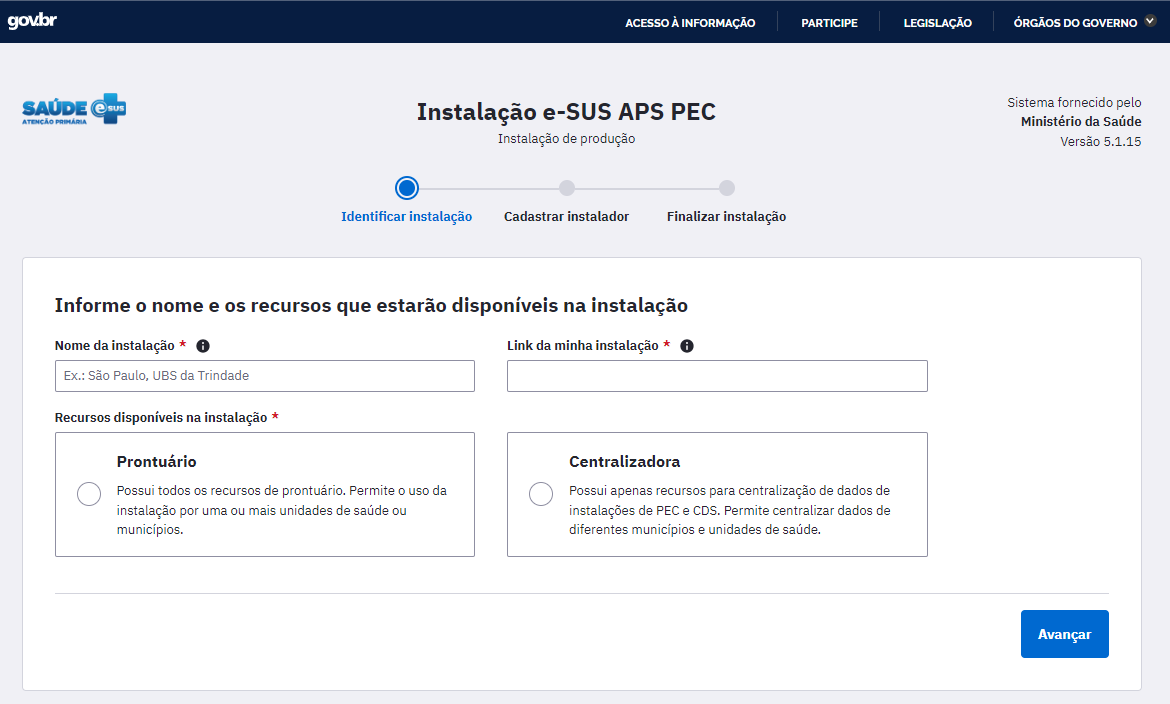 gov.br
ACESSO À INFORMAÇÃO
PARTICIPE
LEGISLAÇÃO
ÓRGÃOS DO GOVERNO
SAÚDE e SUS
ATENÇÃO PRIMÁRIA
Instalação e-SUS APS PEC
Instalação de produção
Sistema fornecido pelo
Ministério da Saúde
Versão 5.1.15
Identificar instalação
Cadastrar instalador
Finalizar instalação
Informe o nome e os recursos que estarão disponíveis na instalação
Nome da instalação *
Link da minha instalação *
Ex.: São Paulo, UBS da Trindade
Recursos disponíveis na instalação *
Prontuário
Possui todos os recursos de prontuário. Permite o uso da
instalação por uma ou mais unidades de saúde ou
municípios.
Centralizadora
Possui apenas recursos para centralização de dados de
instalações de PEC e CDS. Permite centralizar dados de
diferentes municípios e unidades de saúde.
Avançar